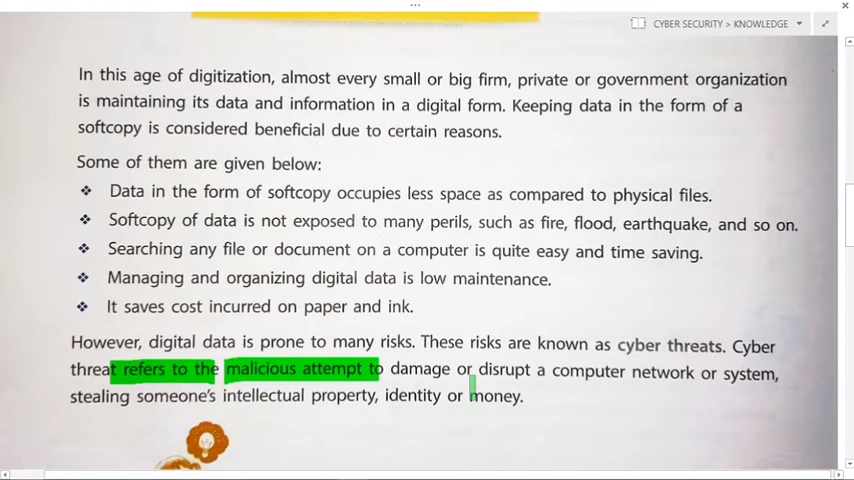 CYBER SECURITY > KNOWLEDGE
In this age of digitization, almost every small or big firm, private or government organization
is maintaining its data and information in a digital form. Keeping data in the form of a
softcopy is considered beneficial due to certain reasons.
Some of them are given below:
❖ Data in the form of softcopy occupies less space as compared to physical files.
❖ Softcopy of data is not exposed to many perils, such as fire, flood, earthquake, and so on.
❖ Searching any file or document on a computer is quite easy and time saving.
❖ Managing and organizing digital data is low maintenance.
❖ It saves cost incurred on paper and ink.
However, digital data is prone to many risks. These risks are known as cyber threats. Cyber
threat refers to the malicious attempt to damage or disrupt a computer network or system,
stealing someone's intellectual property, identity or money.